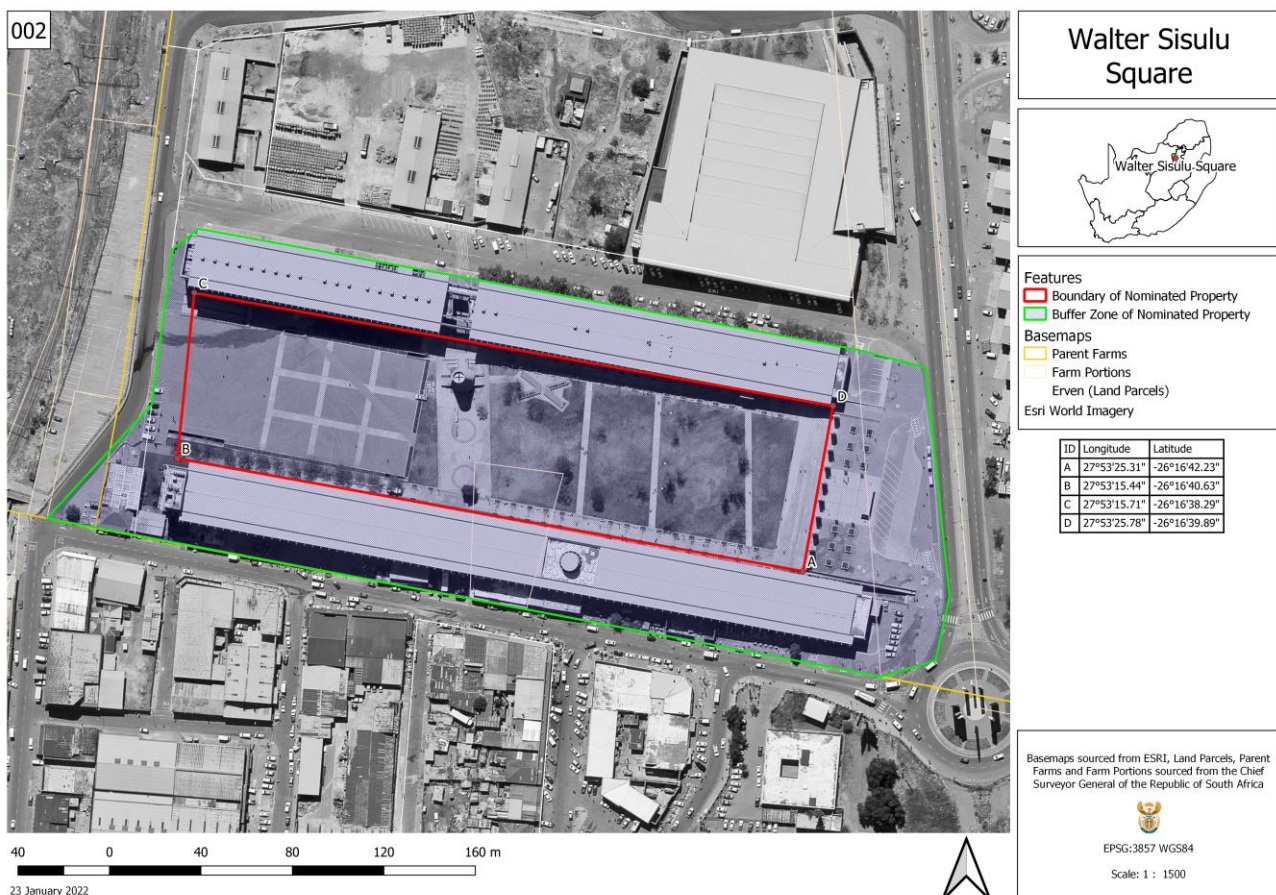 002
C
D
B
A
40 0 40 80 120 160 m
23 January 2022
Walter Sisulu
Square
Walter Sisulu Square
Features
Boundary of Nominated Property
Buffer Zone of Nominated Property
Basemaps
Parent Farms
Farm Portions
Erven (Land Parcels)
Esri World Imagery
ID Longitude Latitude
A 27°53'25.31" -26°16'42.23"
B 27°53'15.44" -26°16'40.63"
C 27°53'15.71" -26°16'38.29"
D 27°53'25.78" -26°16'39.89"
Basemaps sourced from ESRI, Land Parcels, Parent
Farms and Farm Portions sourced from the Chief
Surveyor General of the Republic of South Africa
EPSG:3857 WGS84
Scale: 1 : 1500